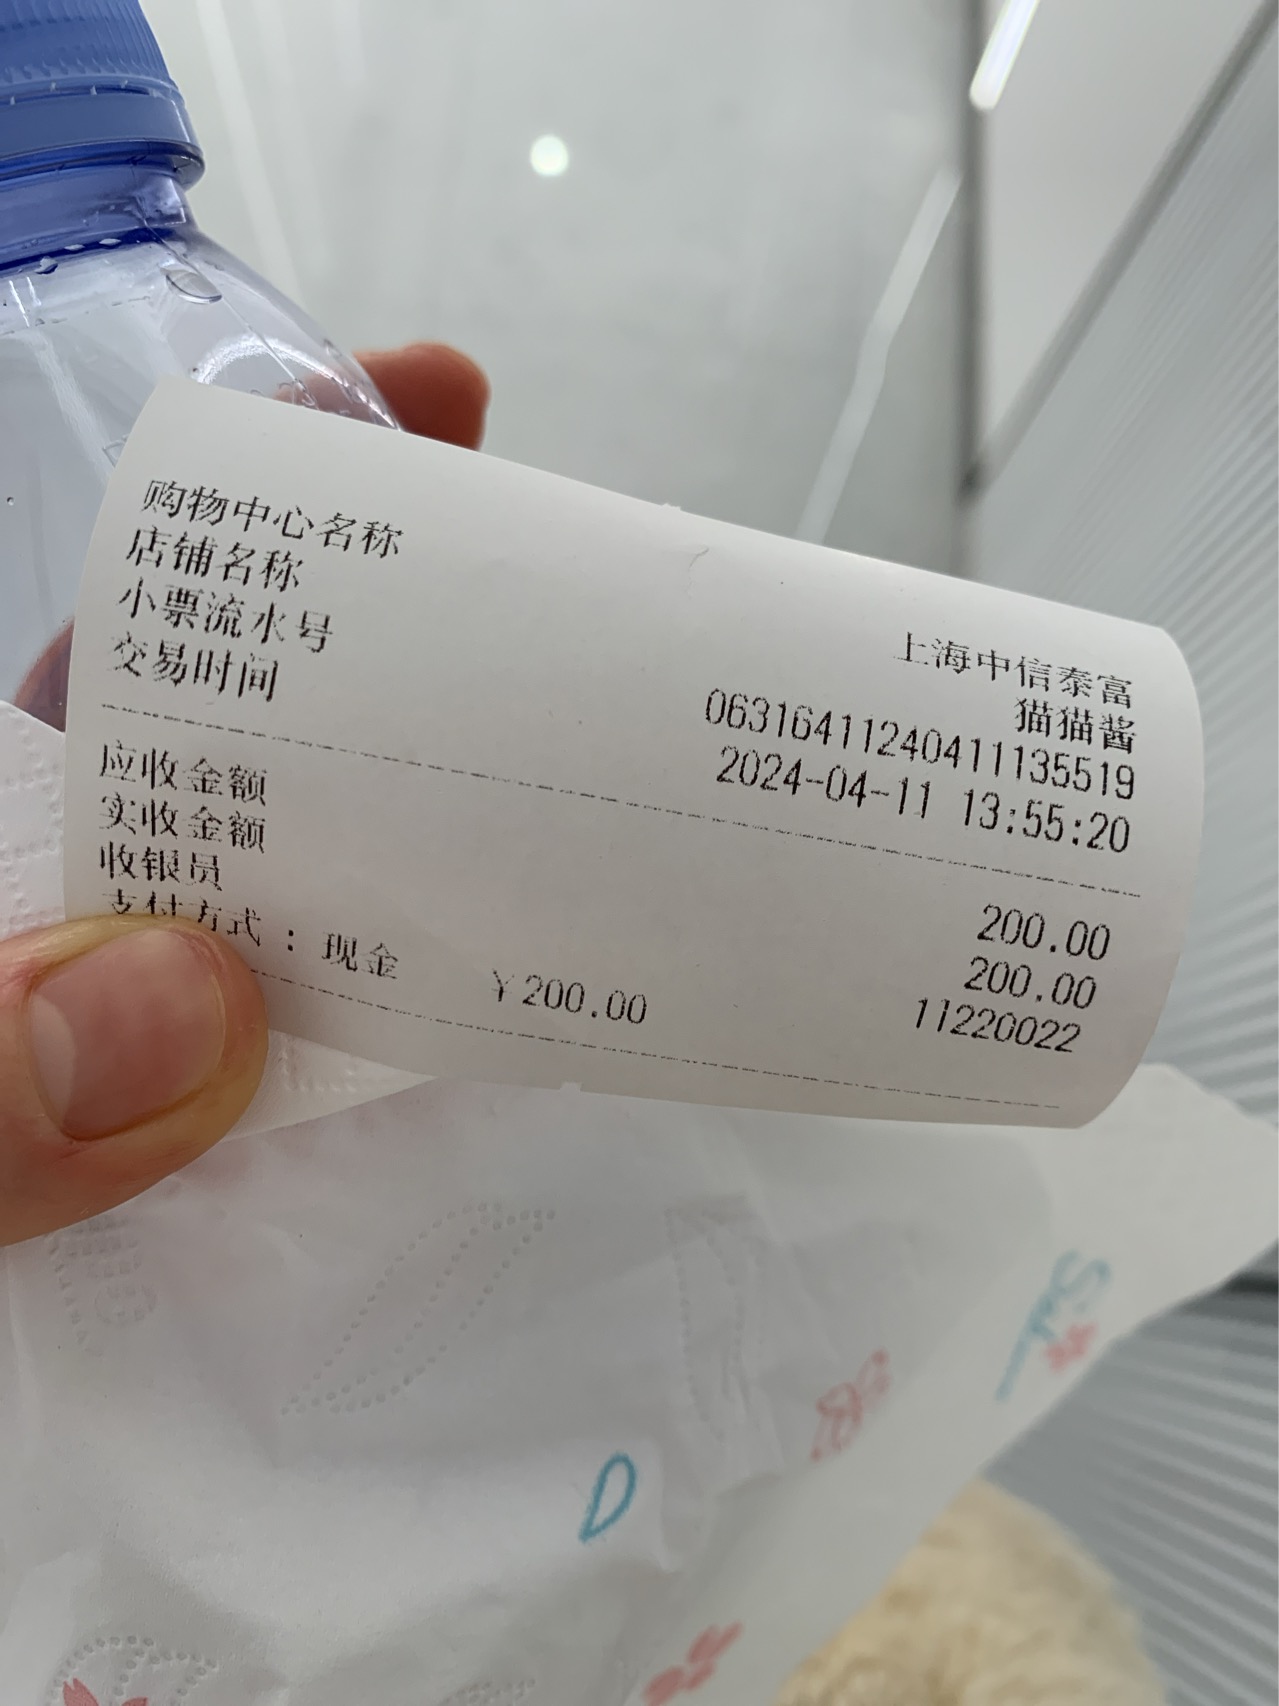 购物中心名称 上海中信泰富
店铺名称 猫猫酱
小票流水号 0631641124041113​5519
交易时间 2024-04-11 13:55:20
应收金额 200.00
实收金额 200.00
收银员 11220022
支付方式：现金 ￥200.00
D